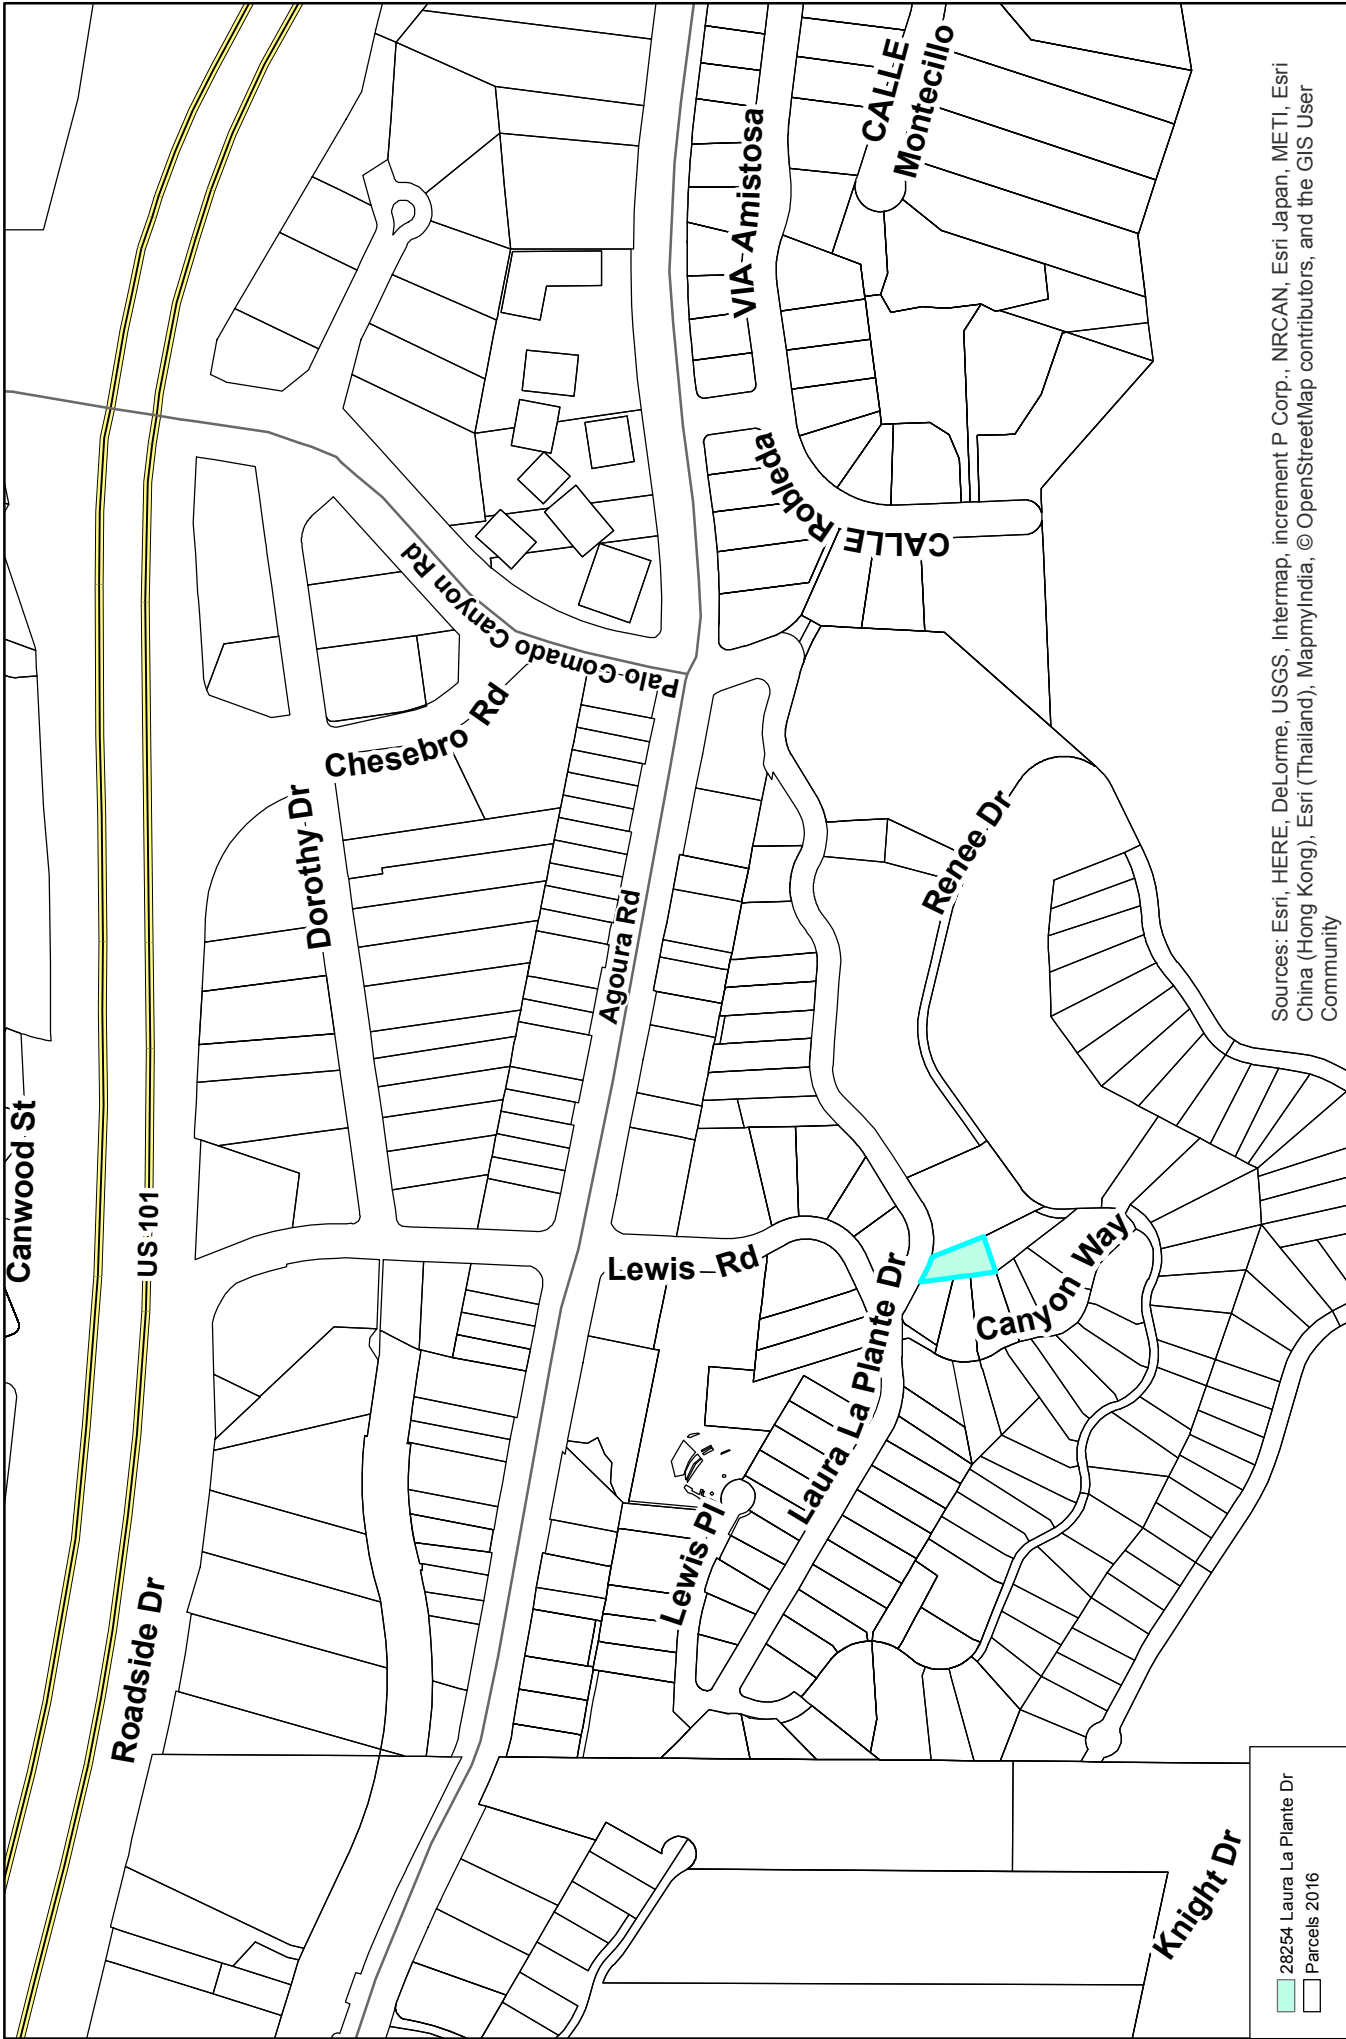 Canwood St
US-101
Roadside Dr
Dorothy Dr
Chesebro Rd
Palo Comado Canyon Rd
Agoura Rd
VIA Amistosa
CALLE
Montecillo
CALLE Robleda
Lewis Rd
Lewis Pl
Laura La Plante Dr
Renee Dr
Canyon Way
Knight Dr
28254 Laura La Plante Dr
Parcels 2016
Sources: Esri, HERE, DeLorme, USGS, Intermap, increment P Corp., NRCAN, Esri Japan, METI, Esri
China (Hong Kong), Esri (Thailand), MapmyIndia, © OpenStreetMap contributors, and the GIS User
Community